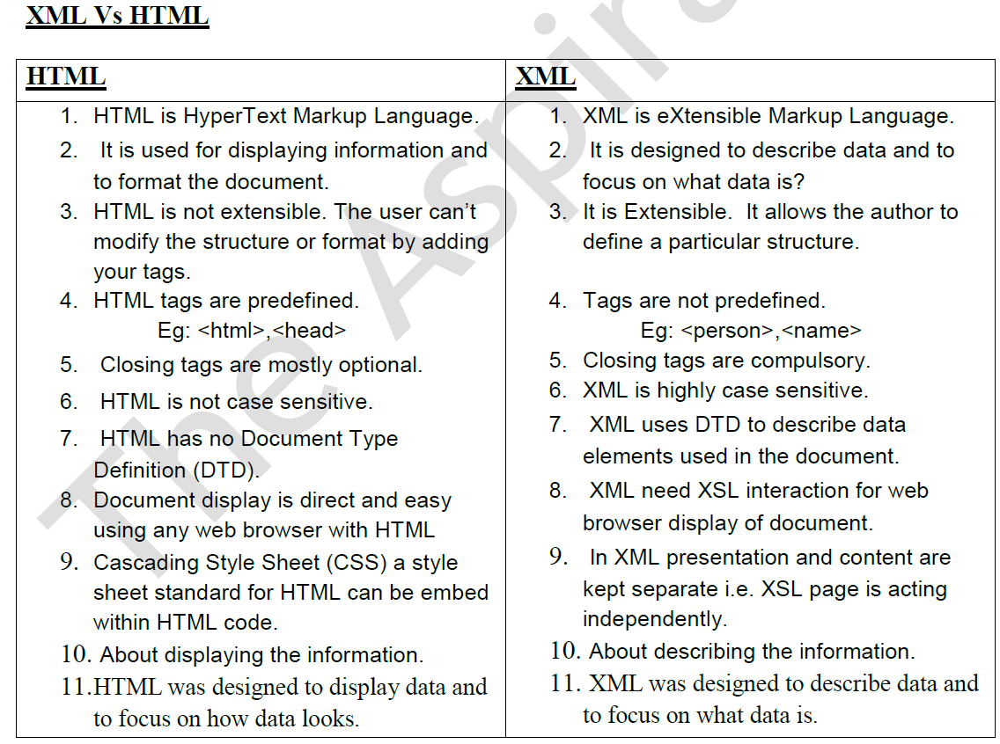 XML Vs HTML
HTML
1. HTML is HyperText Markup Language.
2. It is used for displaying information and
to format the document.
3. HTML is not extensible. The user can’t
modify the structure or format by adding
your tags.
4. HTML tags are predefined.
Eg: <html>,<head>
5. Closing tags are mostly optional.
6. HTML is not case sensitive.
7. HTML has no Document Type
Definition (DTD).
8. Document display is direct and easy
using any web browser with HTML
9. Cascading Style Sheet (CSS) a style
sheet standard for HTML can be embed
within HTML code.
10. About displaying the information.
11.HTML was designed to display data and
to focus on how data looks.
XML
1. XML is eXtensible Markup Language.
2. It is designed to describe data and to
focus on what data is?
3. It is Extensible. It allows the author to
define a particular structure.
4. Tags are not predefined.
Eg: <person>,<name>
5. Closing tags are compulsory.
6. XML is highly case sensitive.
7. XML uses DTD to describe data
elements used in the document.
8. XML need XSL interaction for web
browser display of document.
9. In XML presentation and content are
kept separate i.e. XSL page is acting
independently.
10. About describing the information.
11. XML was designed to describe data and
to focus on what data is.
The Aspira